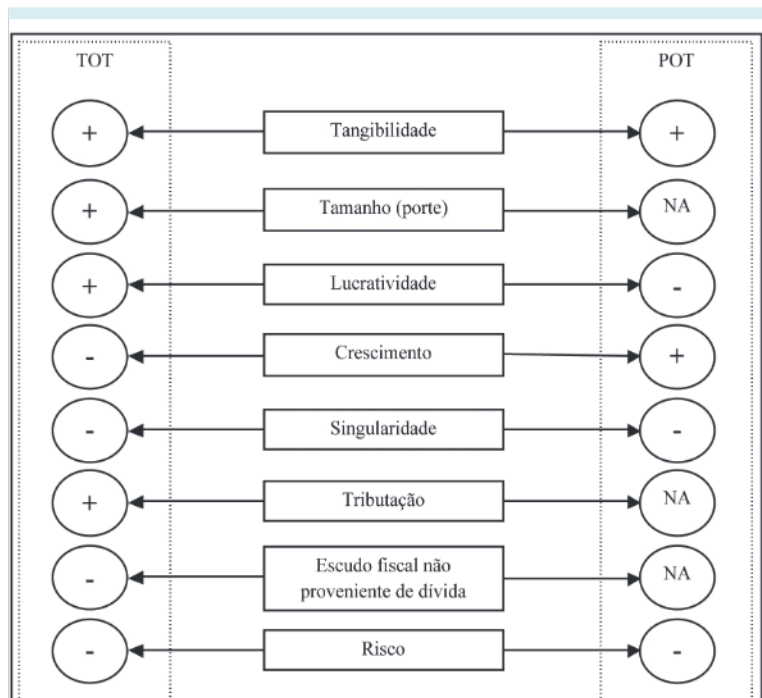 TOT POT
+ Tangibilidade +
+ Tamanho (porte) NA
+ Lucratividade -
- Crescimento +
- Singularidade -
+ Tributação NA
- Escudo fiscal não
proveniente de dívida NA
- Risco -